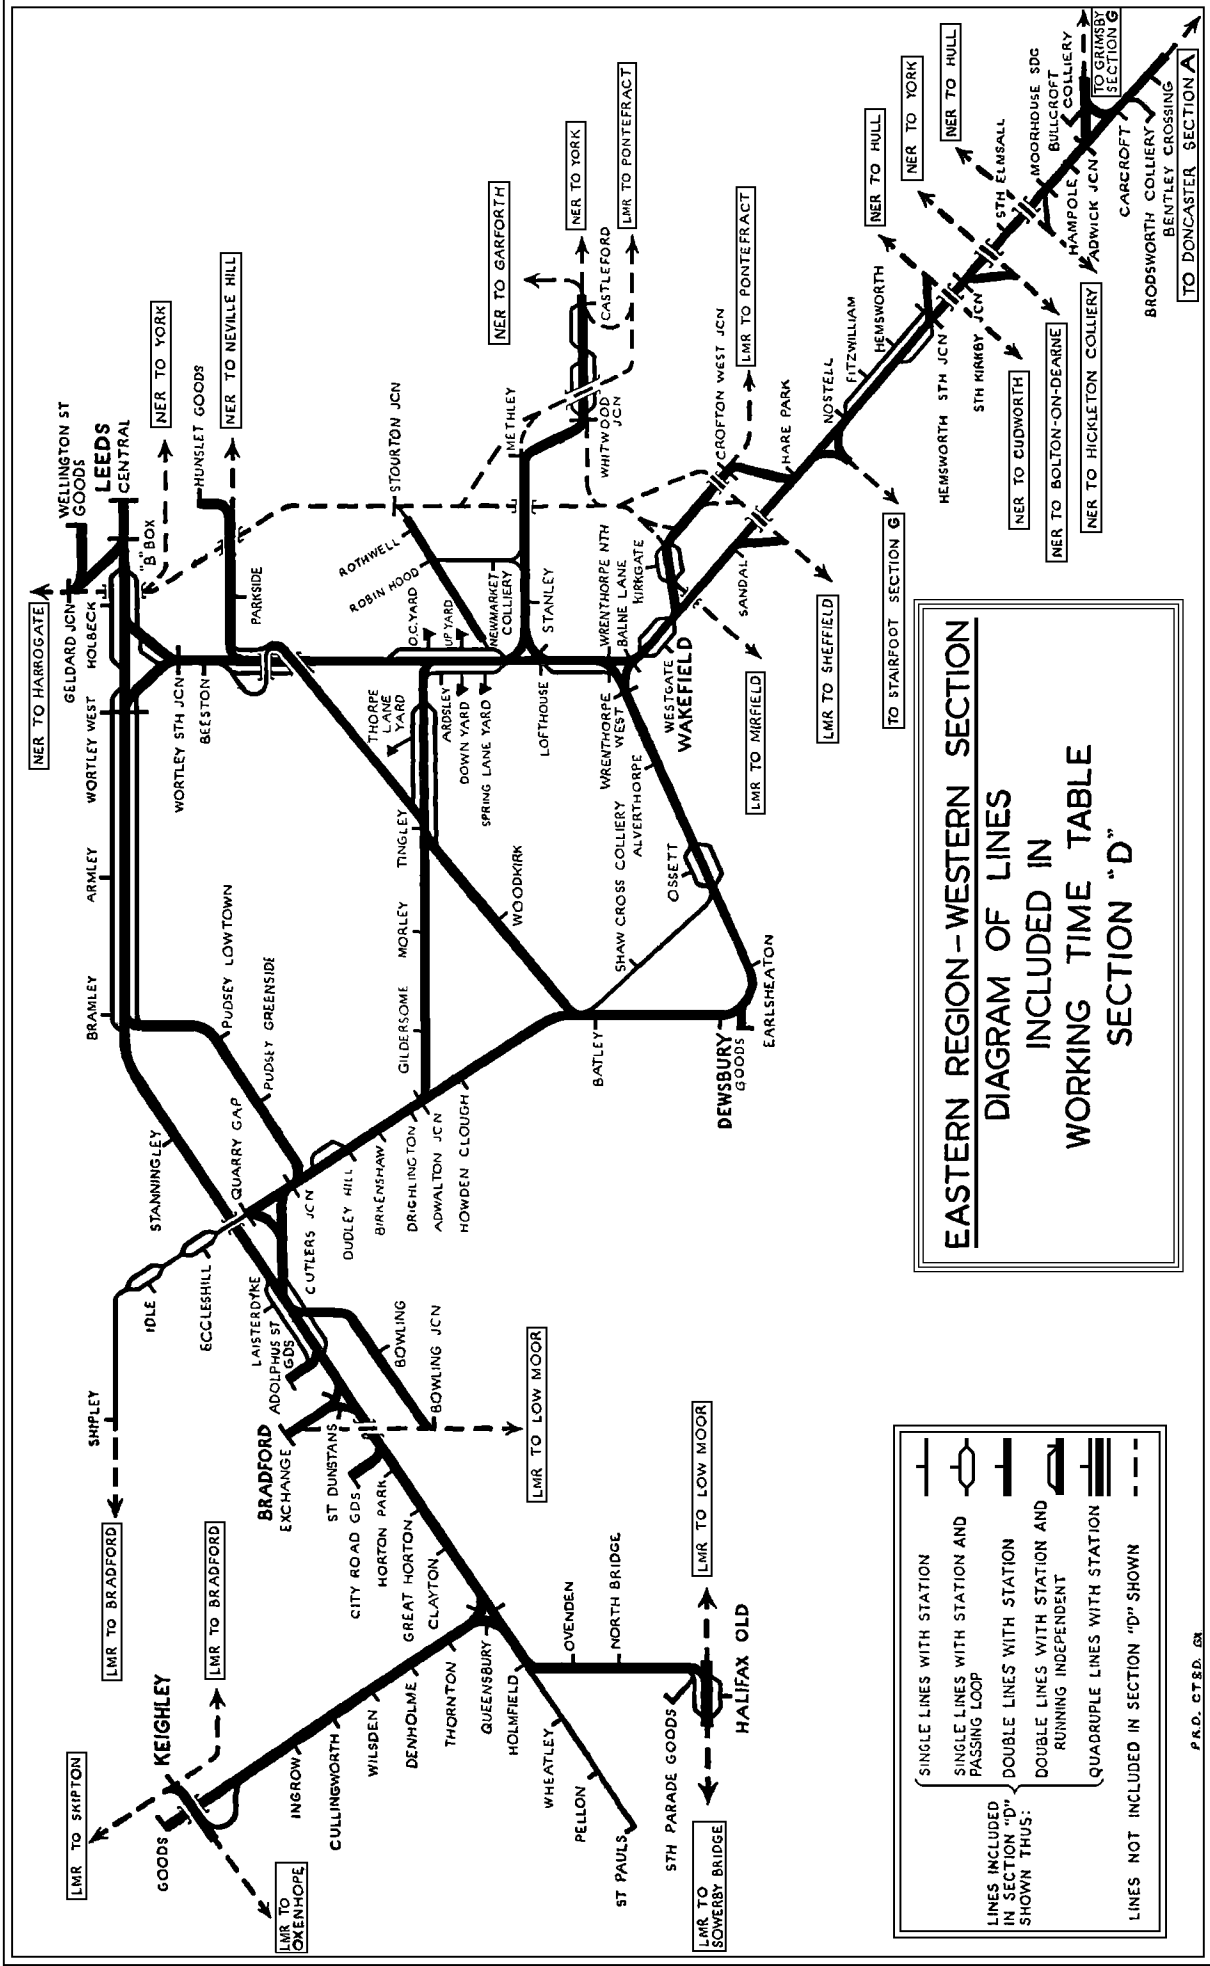 LMR TO SKIPTON
KEIGHLEY
GOODS
LMR TO BRADFORD
LMR TO
OXENHOPE
INGROW
CULLINGWORTH
WILSDEN
DENHOLME
THORNTON
QUEENSBURY
HOLMFIELD
WHEATLEY
PELLON
ST PAULS
OVENDEN
NORTH BRIDGE
STH PARADE GOODS
HALIFAX OLD
LMR TO
SOWERBY BRIDGE
LMR TO LOW MOOR
CLAYTON
GREAT HORTON
HORTON PARK
CITY ROAD GDS
ST DUNSTANS
BRADFORD
EXCHANGE
ADOLPHUS ST
GDS
LAISTERDYKE
BOWLING
BOWLING JCN
LMR TO LOW MOOR
LMR TO BRADFORD
SHIPLEY
IDLE
ECCLESHILL
QUARRY GAP
CUTLERS JCN
DUDLEY HILL
BIRKENSHAW
DRIGHLINGTON
ADWALTON JCN
HOWDEN CLOUGH
STANNINGLEY
PUDSEY GREENSIDE
PUDSEY LOWTOWN
BRAMLEY
ARMLEY
WORTLEY WEST
WORTLEY STH JCN
BEESTON
HOLBECK
GELDARD JCN
NER TO HARROGATE
WELLINGTON ST
GOODS
LEEDS
CENTRAL
"B" BOX
NER TO YORK
HUNSLET GOODS
NER TO NEVILLE HILL
PARKSIDE
GILDERSOME
MORLEY
TINGLEY
WOODKIRK
BATLEY
DEWSBURY
GOODS
EARLSHEATON
SHAW CROSS COLLIERY
OSSETT
ALVERTHORPE
WRENTHORPE
WEST
THORPE
LANE
YARD
ARDSLEY
DOWN YARD
SPRING LANE YARD
LOFTHOUSE
O.C. YARD
UP YARD
ROBIN HOOD
ROTHWELL
STOURTON JCN
NEWMARKET
COLLIERY
STANLEY
METHLEY
WHITWOOD
JCN
CASTLEFORD
NER TO GARFORTH
NER TO YORK
LMR TO PONTEFRACT
WRENTHORPE NTH
BALNE LANE
KIRKGATE
WESTGATE
WAKEFIELD
LMR TO MIRFIELD
SANDAL
LMR TO SHEFFIELD
CROFTON WEST JCN
LMR TO PONTEFRACT
HARE PARK
TO STAIRFOOT SECTION G
NOSTELL
FITZWILLIAM
HEMSWORTH
HEMSWORTH STH JCN
STH KIRKBY JCN
NER TO CUDWORTH
NER TO BOLTON-ON-DEARNE
NER TO HICKLETON COLLIERY
NER TO HULL
NER TO YORK
NER TO HULL
STH ELMSALL
MOORHOUSE SDG
BULLCROFT
COLLIERY
HAMPOLE
ADWICK JCN
CARCROFT
BRODSWORTH COLLIERY
BENTLEY CROSSING
TO GRIMSBY
SECTION G
TO DONCASTER SECTION A
EASTERN REGION-WESTERN SECTION
DIAGRAM OF LINES
INCLUDED IN
WORKING TIME TABLE
SECTION "D"
LINES INCLUDED
IN SECTION "D"
SHOWN THUS:
SINGLE LINES WITH STATION
SINGLE LINES WITH STATION AND
PASSING LOOP
DOUBLE LINES WITH STATION
DOUBLE LINES WITH STATION AND
RUNNING INDEPENDENT
QUADRUPLE LINES WITH STATION
LINES NOT INCLUDED IN SECTION "D" SHOWN